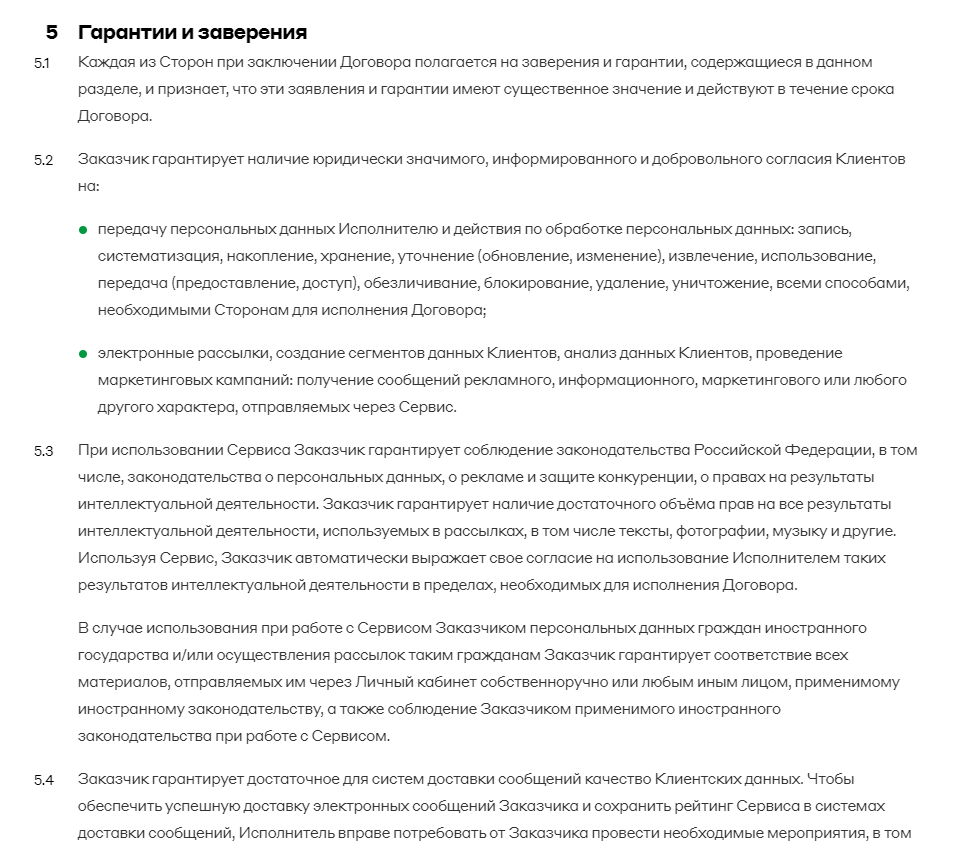 5 Гарантии и заверения
5.1 Каждая из Сторон при заключении Договора полагается на заверения и гарантии, содержащиеся в данном
разделе, и признает, что эти заявления и гарантии имеют существенное значение и действуют в течение срока
Договора.
5.2 Заказчик гарантирует наличие юридически значимого, информированного и добровольного согласия Клиентов
на:
● передачу персональных данных Исполнителю и действия по обработке персональных данных: запись,
систематизация, накопление, хранение, уточнение (обновление, изменение), извлечение, использование,
передача (предоставление, доступ), обезличивание, блокирование, удаление, уничтожение, всеми способами,
необходимыми Сторонам для исполнения Договора;
● электронные рассылки, создание сегментов данных Клиентов, анализ данных Клиентов, проведение
маркетинговых кампаний: получение сообщений рекламного, информационного, маркетингового или любого
другого характера, отправляемых через Сервис.
5.3 При использовании Сервиса Заказчик гарантирует соблюдение законодательства Российской Федерации, в том
числе, законодательства о персональных данных, о рекламе и защите конкуренции, о правах на результаты
интеллектуальной деятельности. Заказчик гарантирует наличие достаточного объёма прав на все результаты
интеллектуальной деятельности, используемых в рассылках, в том числе тексты, фотографии, музыку и другие.
Используя Сервис, Заказчик автоматически выражает свое согласие на использование Исполнителем таких
результатов интеллектуальной деятельности в пределах, необходимых для исполнения Договора.
В случае использования при работе с Сервисом Заказчиком персональных данных граждан иностранного
государства и/или осуществления рассылок таким гражданам Заказчик гарантирует соответствие всех
материалов, отправляемых им через Личный кабинет собственноручно или любым иным лицом, применимому
иностранному законодательству, а также соблюдение Заказчиком применимого иностранного
законодательства при работе с Сервисом.
5.4 Заказчик гарантирует достаточное для систем доставки сообщений качество Клиентских данных. Чтобы
обеспечить успешную доставку электронных сообщений Заказчика и сохранить рейтинг Сервиса в системах
доставки сообщений, Исполнитель вправе потребовать от Заказчика провести необходимые мероприятия, в том